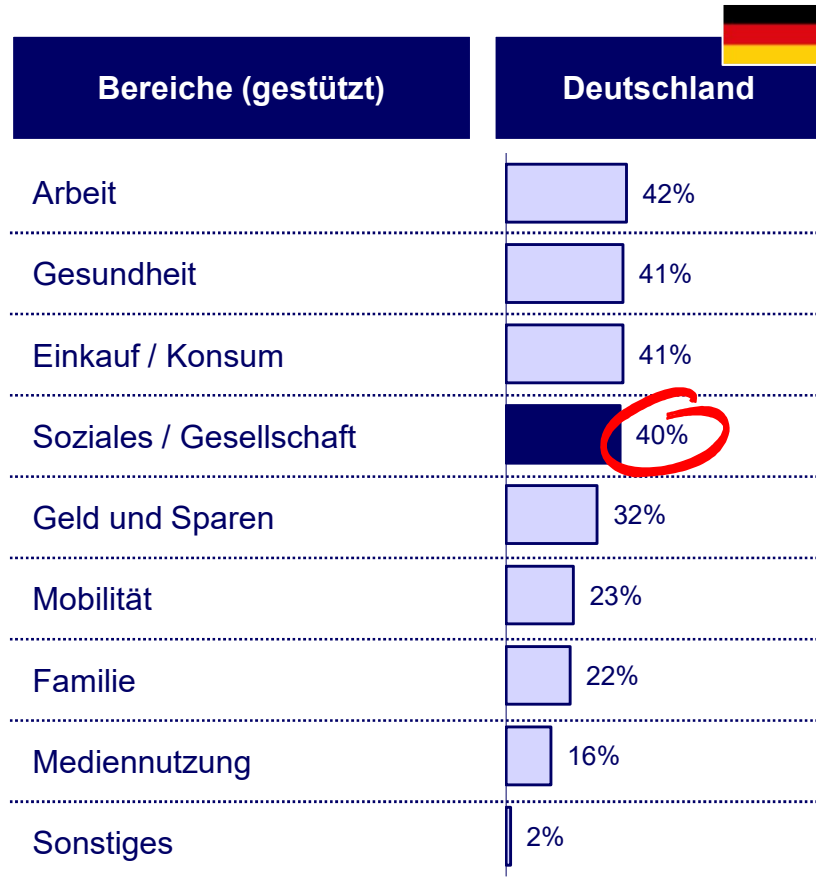 Bereiche (gestützt) Deutschland
Arbeit 42%
Gesundheit 41%
Einkauf / Konsum 41%
Soziales / Gesellschaft 40%
Geld und Sparen 32%
Mobilität 23%
Familie 22%
Mediennutzung 16%
Sonstiges 2%